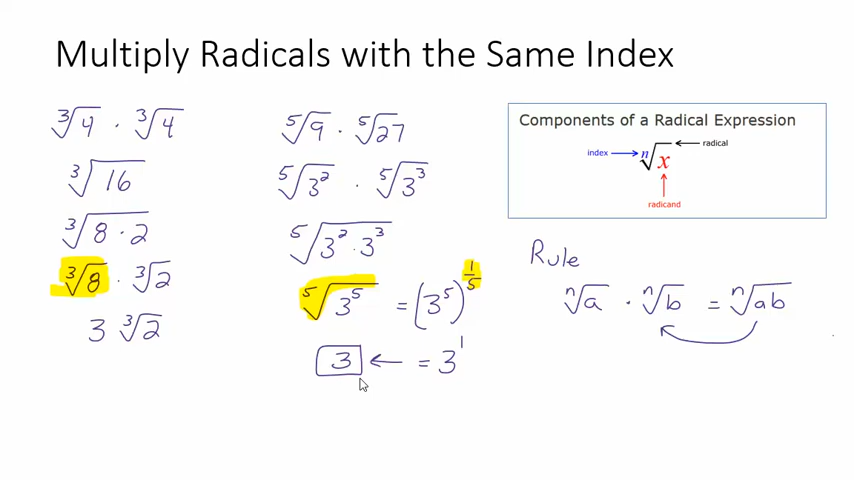 Multiply Radicals with the Same Index
∛4 · ∛4
∛16
∛8 · 2
∛8 · ∛2
3 ∛2
⁵√9 · ⁵√27
⁵√3² · ⁵√3³
⁵√3² · 3³
⁵√3⁵ = (3⁵)^1/5
3 ← = 3¹
Components of a Radical Expression
index → ⁿ√x ← radical
radicand
Rule
ⁿ√a · ⁿ√b = ⁿ√ab